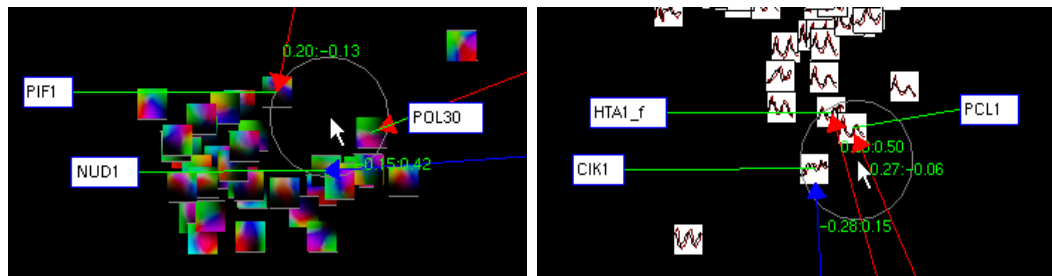 0.20:-0.13
PIF1
POL30
-0.15:0.42
NUD1
HTA1_f
PCL1
:0.50
0.27:-0.06
CIK1
-0.28:0.15